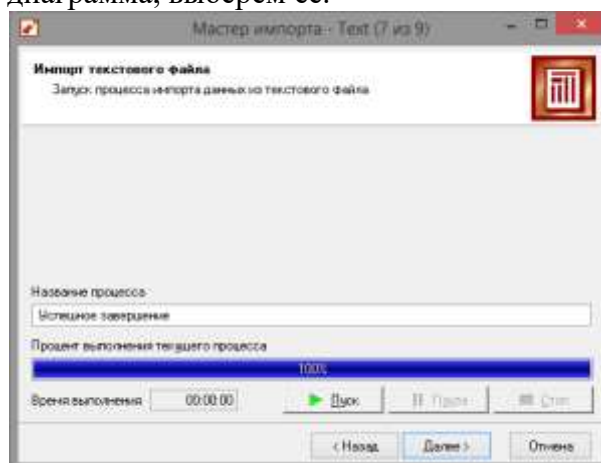 диаграмма, выберем ее.
Мастер импорта - Text (7 из 9)
Импорт текстового файла
Запуск процесса импорта данных из текстового файла
Название процесса
Успешное завершение
Процент выполнения текущего процесса
100%
Время выполнения 00:00:00 Пуск Пауза Стоп
< Назад Далее > Отмена